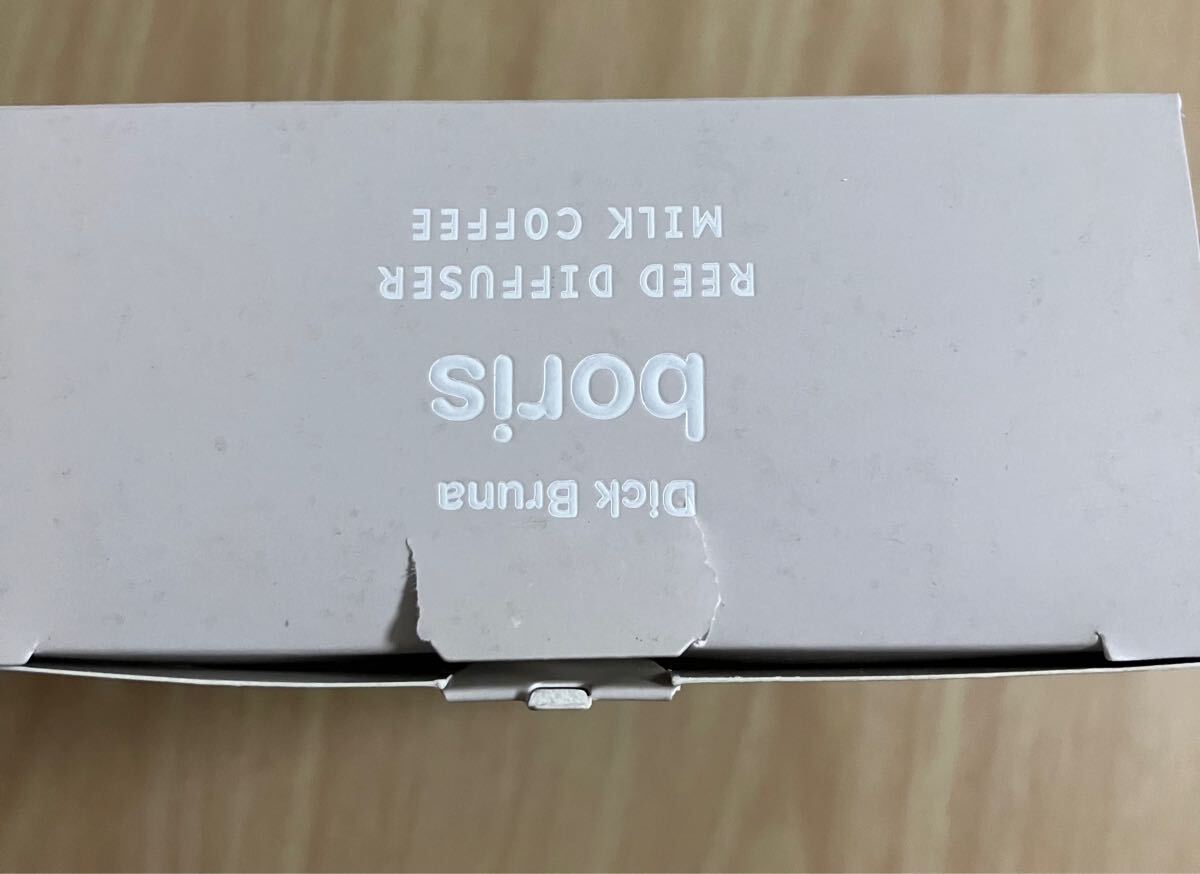 Dick Bruna
boris
REED DIFFUSER
MILK COFFEE